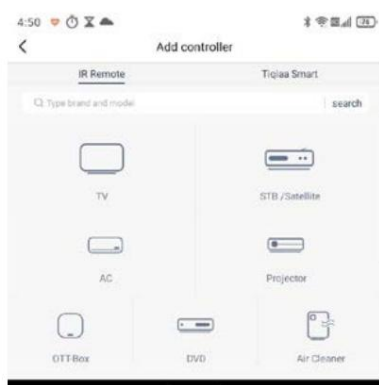 4:50
76
Add controller
IR Remote
Tiqiaa Smart
Type brand and model
search
TV
STB /Satellite
AC
Projector
OTT-Box
DVD
Air Cleaner